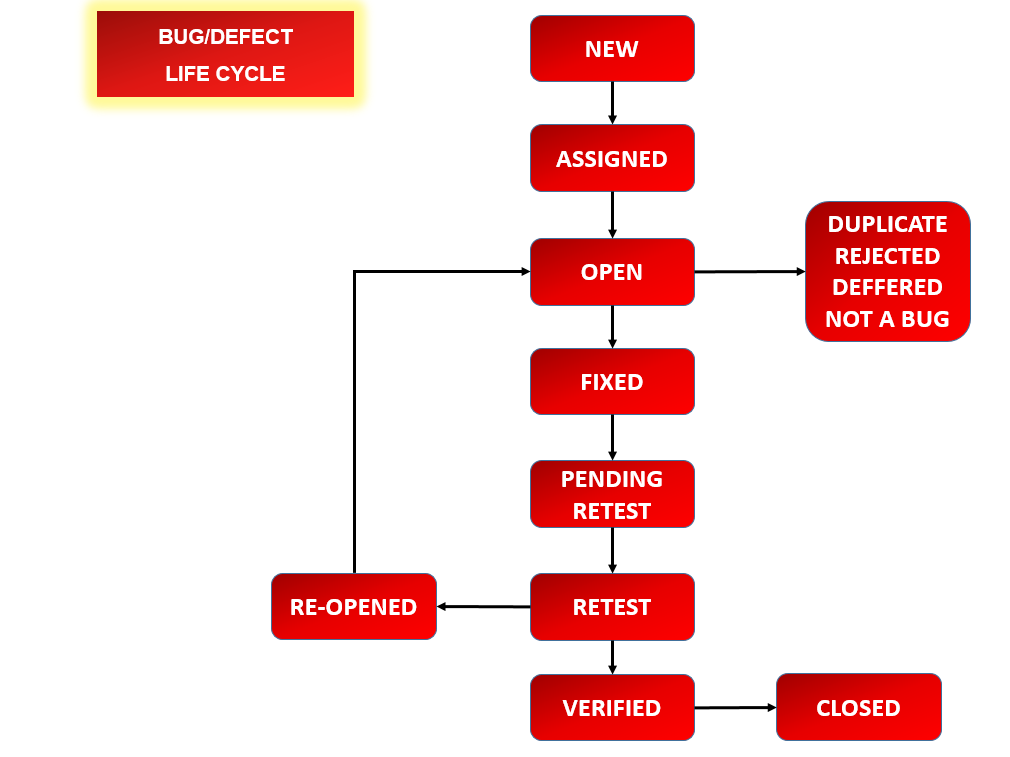 BUG/DEFECT
LIFE CYCLE
NEW
ASSIGNED
OPEN
DUPLICATE
REJECTED
DEFFERED
NOT A BUG
FIXED
PENDING
RETEST
RE-OPENED
RETEST
VERIFIED
CLOSED